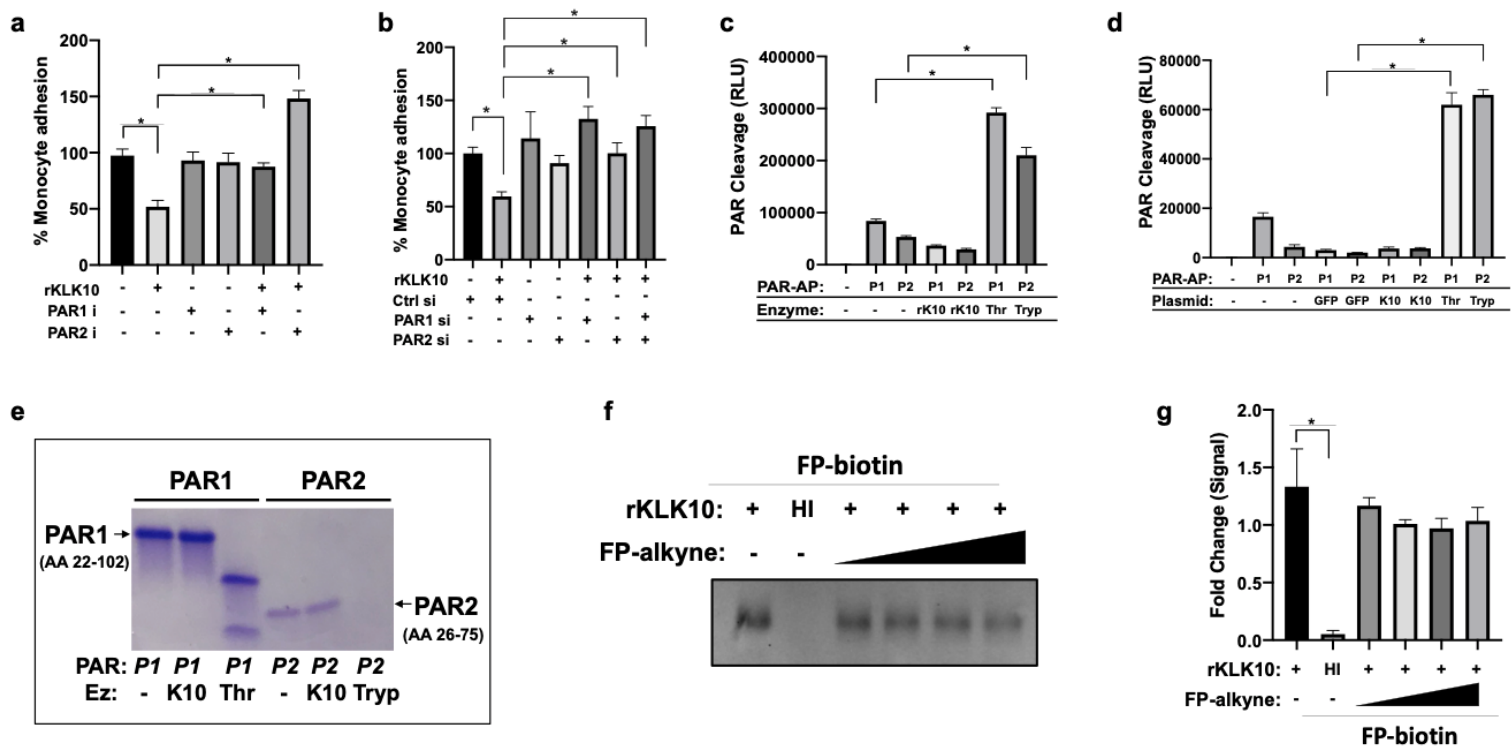 a
% Monocyte adhesion
200
150
100
50
0
*
*
*
rKLK10 - + - - + +
PAR1 i - - + - + -
PAR2 i - - - + - +
b
% Monocyte adhesion
200
150
100
50
0
*
*
*
*
rKLK10 - + - - + + +
Ctrl si + + - - - - -
PAR1 si - - + - + - +
PAR2 si - - - + - + +
c
PAR Cleavage (RLU)
400000
300000
200000
100000
0
*
*
PAR-AP: - P1 P2 P1 P2 P1 P2
Enzyme: - - - rK10 rK10 Thr Tryp
d
PAR Cleavage (RLU)
80000
60000
40000
20000
0
*
*
PAR-AP: - P1 P2 P1 P2 P1 P2 P1 P2
Plasmid: - - - GFP GFP K10 K10 Thr Tryp
e
PAR1 PAR2
PAR1
(AA 22-102)
PAR2
(AA 26-75)
PAR: P1 P1 P1 P2 P2 P2
Ez: - K10 Thr - K10 Tryp
f
FP-biotin
rKLK10: + HI + + + +
FP-alkyne: - -
g
Fold Change (Signal)
2.0
1.5
1.0
0.5
0.0
*
rKLK10: + HI + + + +
FP-alkyne: - -
FP-biotin